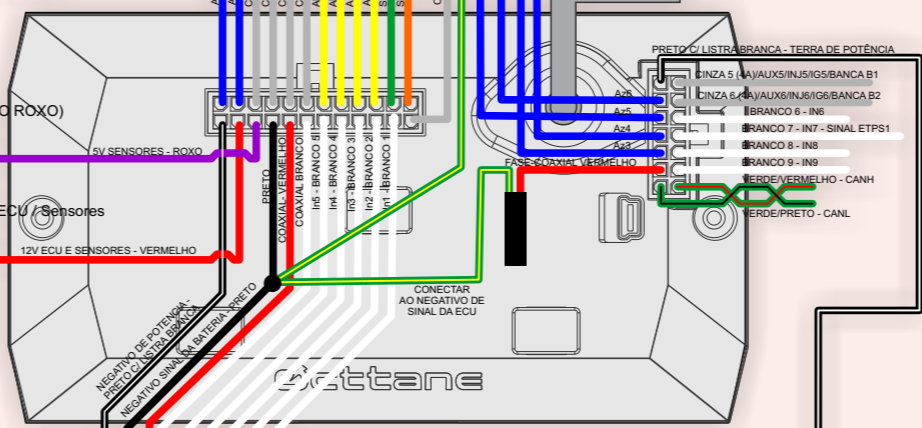 PRETO C/ LISTRA BRANCA - TERRA DE POTÊNCIA
CINZA 5 (4A)/AUX5/INJ5/IG5/BANCA B1
CINZA 6 (4A)/AUX6/INJ6/IG6/BANCA B2
Az6
BRANCO 6 - IN6
Az5
BRANCO 7 - IN7 - SINAL ETPS1
Az4
BRANCO 8 - IN8
Az3
BRANCO 9 - IN9
FASE COAXIAL VERMELHO
VERDE/VERMELHO - CANH
VERDE/PRETO - CANL
O ROXO)
5V SENSORES - ROXO
ECU / Sensores
12V ECU E SENSORES - VERMELHO
PRETO
COAXIAL - VERMELHO
COAXIAL BRANCO
In5 - BRANCO 5
In4 - BRANCO 4
In3 - BRANCO 3
In2 - BRANCO 2
In1 - BRANCO 1
CONECTAR
AO NEGATIVO DE
SINAL DA ECU
NEGATIVO DE POTENCIA -
PRETO C/ LISTRA BRANCA
NEGATIVO SINAL DA BATERIA - PRETO